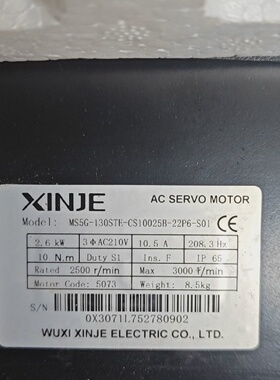 XINJE
AC SERVO MOTOR
Model: MS5G-130STE-CS10025B-22P6-S01 CE
2.6 kW 3ΦAC210V 10.5 A 208.3 Hz
10 N.m Duty S1 Ins. F IP 65
Rated 2500 r/min Max 3000 r/min
Motor Code: 5073 Weight: 8.5kg
S/N
0X3071L752780902
WUXI XINJE ELECTRIC CO., LTD.